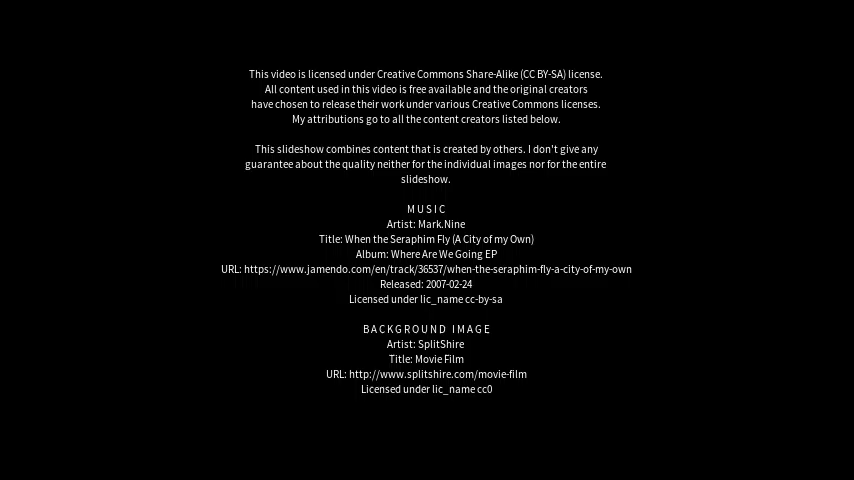 This video is licensed under Creative Commons Share-Alike (CC BY-SA) license.
All content used in this video is free available and the original creators
have chosen to release their work under various Creative Commons licenses.
My attributions go to all the content creators listed below.
This slideshow combines content that is created by others. I don't give any
guarantee about the quality neither for the individual images nor for the entire
slideshow.
MUSIC
Artist: Mark.Nine
Title: When the Seraphim Fly (A City of my Own)
Album: Where Are We Going EP
URL: https://www.jamendo.com/en/track/36537/when-the-seraphim-fly-a-city-of-my-own
Released: 2007-02-24
Licensed under lic_name cc-by-sa
BACKGROUND IMAGE
Artist: SplitShire
Title: Movie Film
URL: http://www.splitshire.com/movie-film
Licensed under lic_name cc0